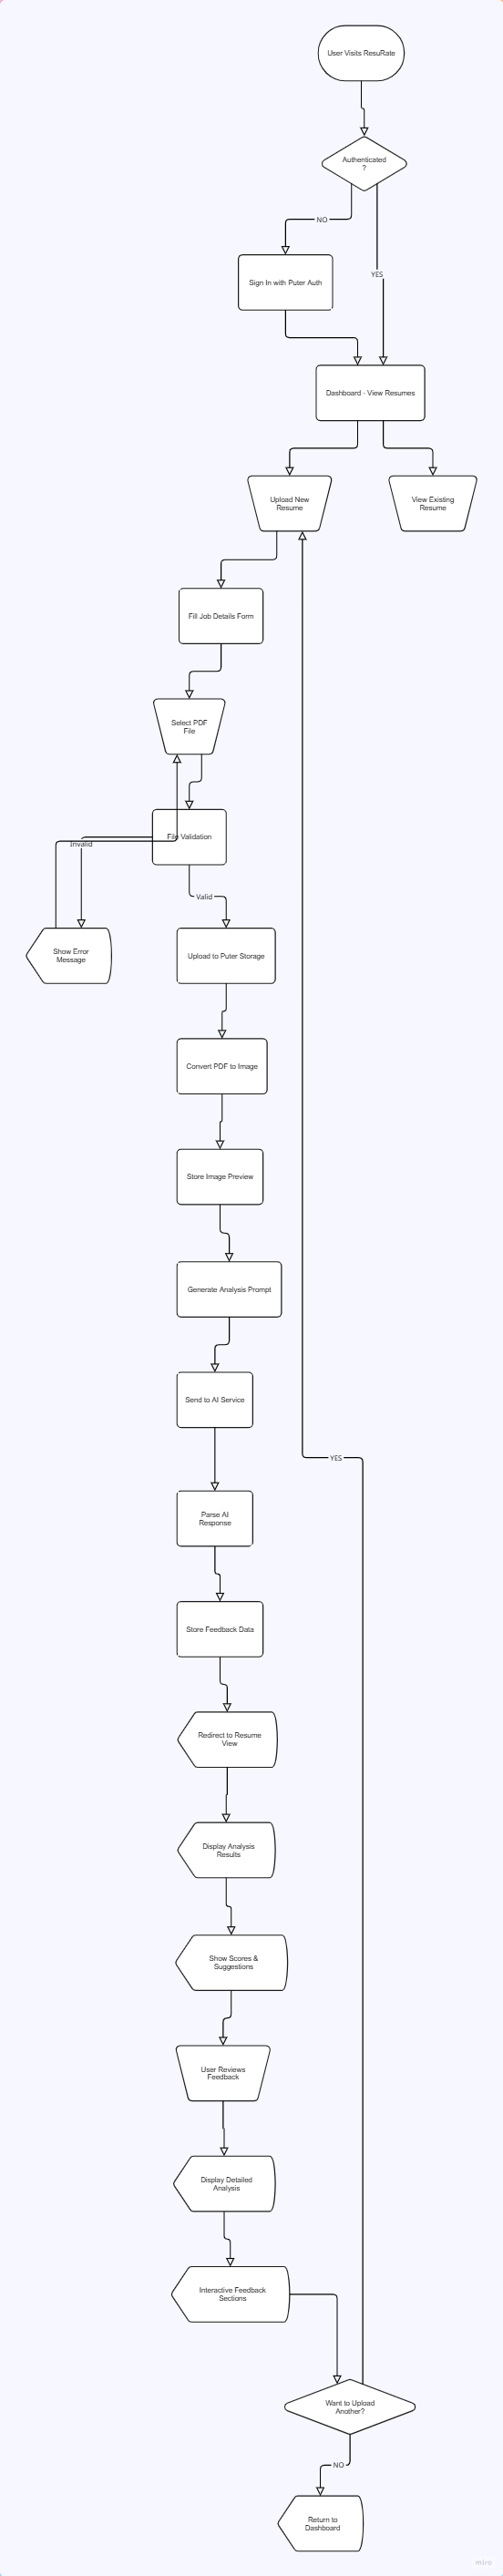 User Visits ResuRate
Authenticated
?
NO
YES
Sign In with Puter Auth
Dashboard - View Resumes
Upload New
Resume
View Existing
Resume
Fill Job Details Form
Select PDF
File
File Validation
Invalid
Valid
Show Error
Message
Upload to Puter Storage
Convert PDF to Image
Store Image Preview
Generate Analysis Prompt
Send to AI Service
YES
Parse AI
Response
Store Feedback Data
Redirect to Resume
View
Display Analysis
Results
Show Scores &
Suggestions
User Reviews
Feedback
Display Detailed
Analysis
Interactive Feedback
Sections
Want to Upload
Another?
NO
Return to
Dashboard
miro